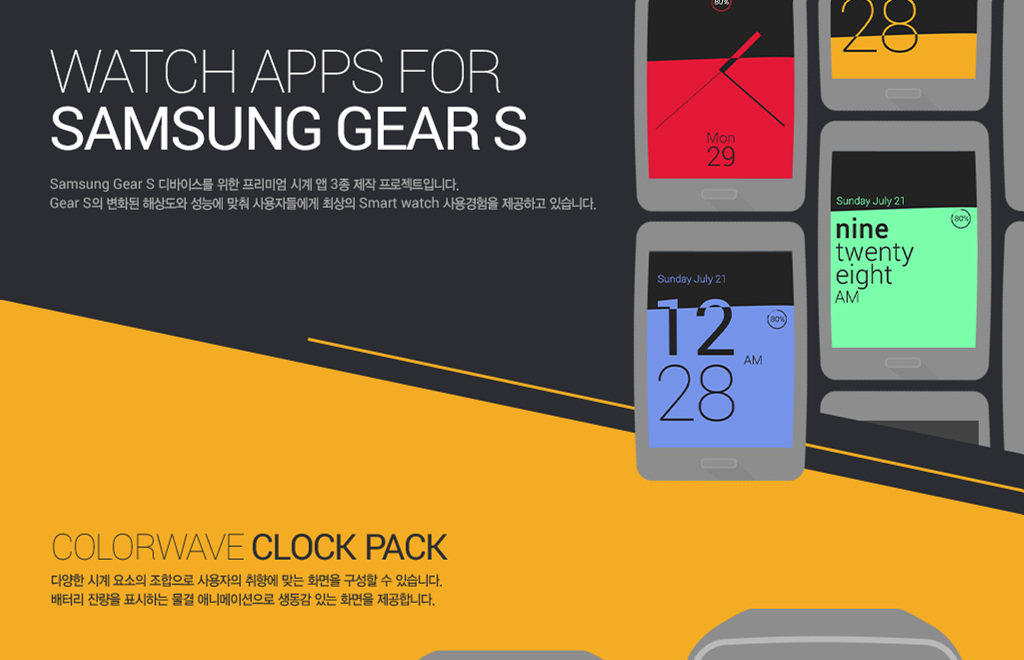 WATCH APPS FOR
SAMSUNG GEAR S
Samsung Gear S 디바이스를 위한 프리미엄 시계 앱 3종 제작 프로젝트입니다.
Gear S의 변화된 해상도와 성능에 맞춰 사용자들에게 최상의 Smart watch 사용경험을 제공하고 있습니다.
80%
Mon
29
28
Sunday July 21
80%
nine
twenty
eight
AM
Sunday July 21
12
80%
AM
28
COLORWAVE CLOCK PACK
다양한 시계 요소의 조합으로 사용자의 취향에 맞는 화면을 구성할 수 있습니다.
배터리 잔량을 표시하는 물결 애니메이션으로 생동감 있는 화면을 제공합니다.